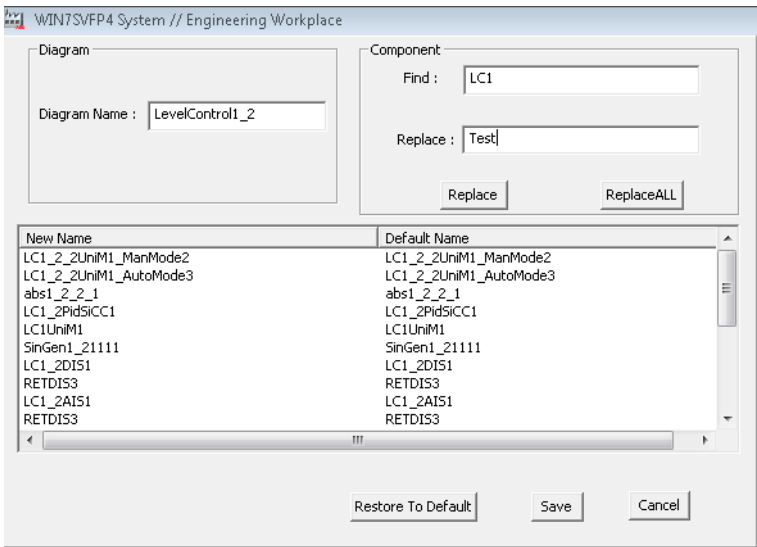 WIN7SVFP4 System // Engineering Workplace
Diagram
Diagram Name : LevelControl1_2
Component
Find : LC1
Replace : Test
Replace ReplaceALL
New Name Default Name
LC1_2_2UniM1_ManMode2 LC1_2_2UniM1_ManMode2
LC1_2_2UniM1_AutoMode3 LC1_2_2UniM1_AutoMode3
abs1_2_2_1 abs1_2_2_1
LC1_2PidSiCC1 LC1_2PidSiCC1
LC1UniM1 LC1UniM1
SinGen1_21111 SinGen1_21111
LC1_2DIS1 LC1_2DIS1
RETDIS3 RETDIS3
LC1_2AIS1 LC1_2AIS1
RETDIS3 RETDIS3
Restore To Default Save Cancel